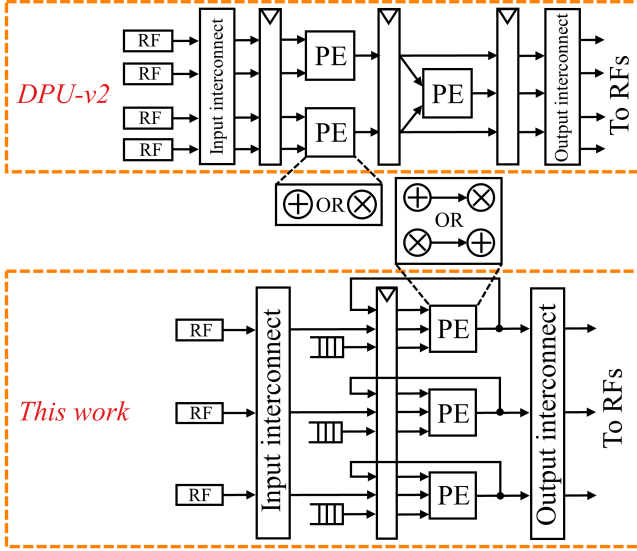 DPU-v2
RF
RF
RF
RF
Input interconnect
PE
PE
PE
Output interconnect
To RFs
+ OR ×
+ ×
OR
× +
This work
RF
RF
RF
Input interconnect
PE
PE
PE
Output interconnect
To RFs